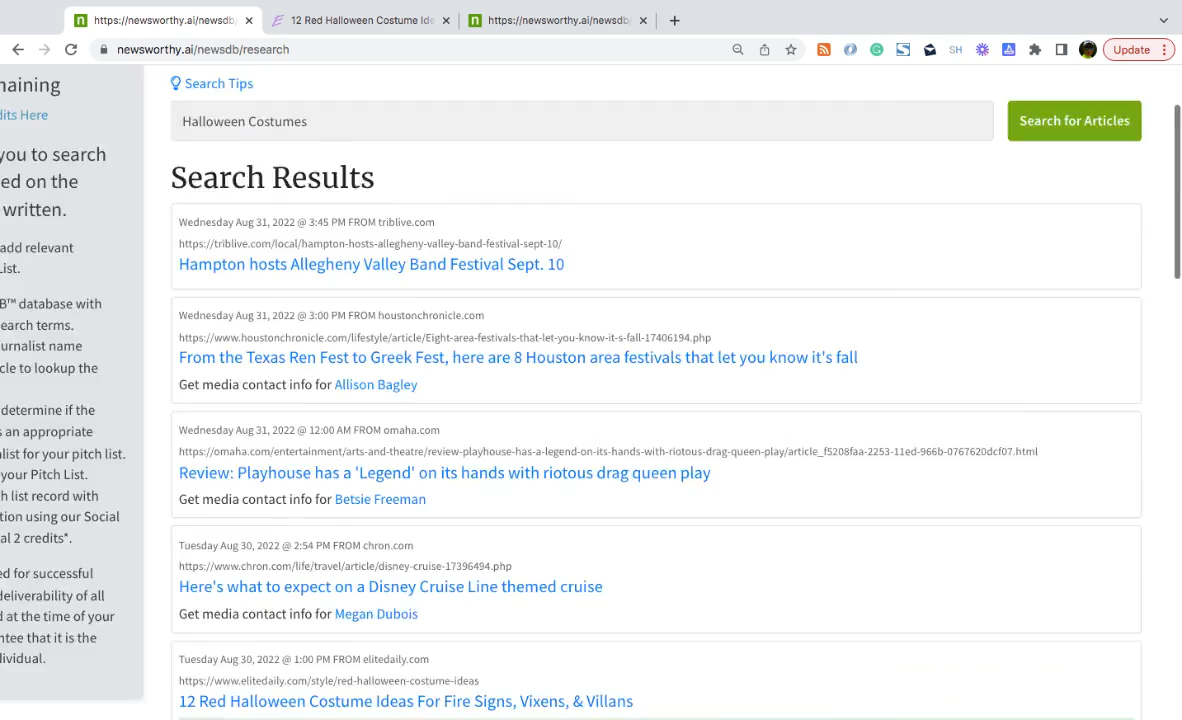 https://newsworthy.ai/newsdb/
12 Red Halloween Costume Ide
https://newsworthy.ai/newsdb/
newsworthy.ai/newsdb/research
SH
Update
naining
dits Here
you to search
ed on the
written.
add relevant
List.
B™ database with
earch terms.
urnalist name
icle to lookup the
determine if the
s an appropriate
alist for your pitch list.
your Pitch List.
h list record with
tion using our Social
al 2 credits*.
ed for successful
deliverability of all
d at the time of your
ntee that it is the
dividual.
Search Tips
Halloween Costumes
Search for Articles
Search Results
Wednesday Aug 31, 2022 @ 3:45 PM FROM triblive.com
https://triblive.com/local/hampton-hosts-allegheny-valley-band-festival-sept-10/
Hampton hosts Allegheny Valley Band Festival Sept. 10
Wednesday Aug 31, 2022 @ 3:00 PM FROM houstonchronicle.com
https://www.houstonchronicle.com/lifestyle/article/Eight-area-festivals-that-let-you-know-it-s-fall-17406194.php
From the Texas Ren Fest to Greek Fest, here are 8 Houston area festivals that let you know it's fall
Get media contact info for Allison Bagley
Wednesday Aug 31, 2022 @ 12:00 AM FROM omaha.com
https://omaha.com/entertainment/arts-and-theatre/review-playhouse-has-a-legend-on-its-hands-with-riotous-drag-queen-play/article_f5208faa-2253-11ed-966b-0767620dcf07.html
Review: Playhouse has a 'Legend' on its hands with riotous drag queen play
Get media contact info for Betsie Freeman
Tuesday Aug 30, 2022 @ 2:54 PM FROM chron.com
https://www.chron.com/life/travel/article/disney-cruise-17396494.php
Here's what to expect on a Disney Cruise Line themed cruise
Get media contact info for Megan Dubois
Tuesday Aug 30, 2022 @ 1:00 PM FROM elitedaily.com
https://www.elitedaily.com/style/red-halloween-costume-ideas
12 Red Halloween Costume Ideas For Fire Signs, Vixens, & Villans